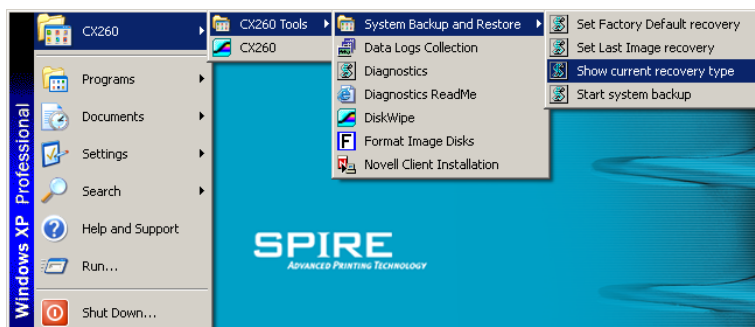 CX260
Programs
Documents
Settings
Search
Help and Support
Run...
Shut Down...
Windows XP Professional
CX260 Tools
CX260
System Backup and Restore
Data Logs Collection
Diagnostics
Diagnostics ReadMe
DiskWipe
Format Image Disks
Novell Client Installation
Set Factory Default recovery
Set Last Image recovery
Show current recovery type
Start system backup
SPIRE
ADVANCED PRINTING TECHNOLOGY